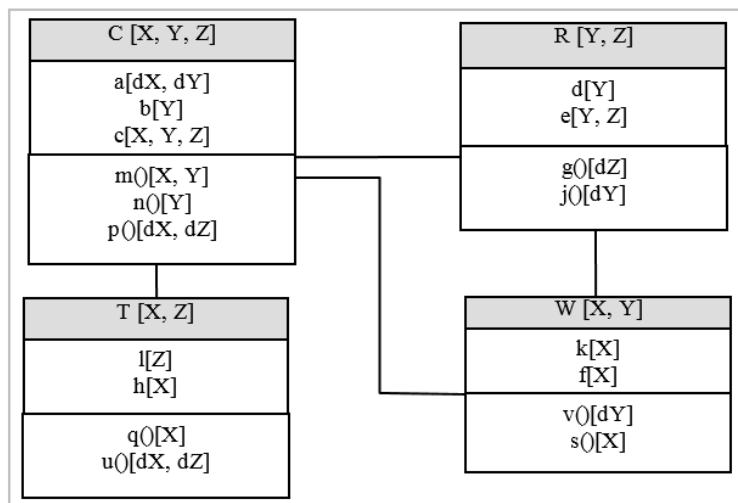 C [X, Y, Z]
a[dX, dY]
b[Y]
c[X, Y, Z]
m()[X, Y]
n()[Y]
p()[dX, dZ]
R [Y, Z]
d[Y]
e[Y, Z]
g()[dZ]
j()[dY]
T [X, Z]
l[Z]
h[X]
q()[X]
u()[dX, dZ]
W [X, Y]
k[X]
f[X]
v()[dY]
s()[X]